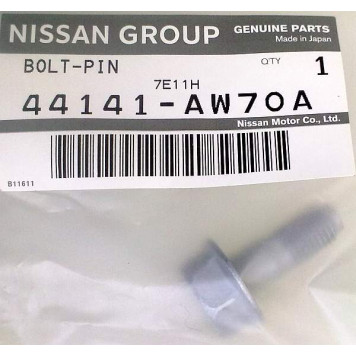 NISSAN GROUP
GENUINE PARTS
Made in Japan
BOLT-PIN
QTY 1
7E11H
44141-AW70A
Nissan Motor Co., Ltd.
B11611